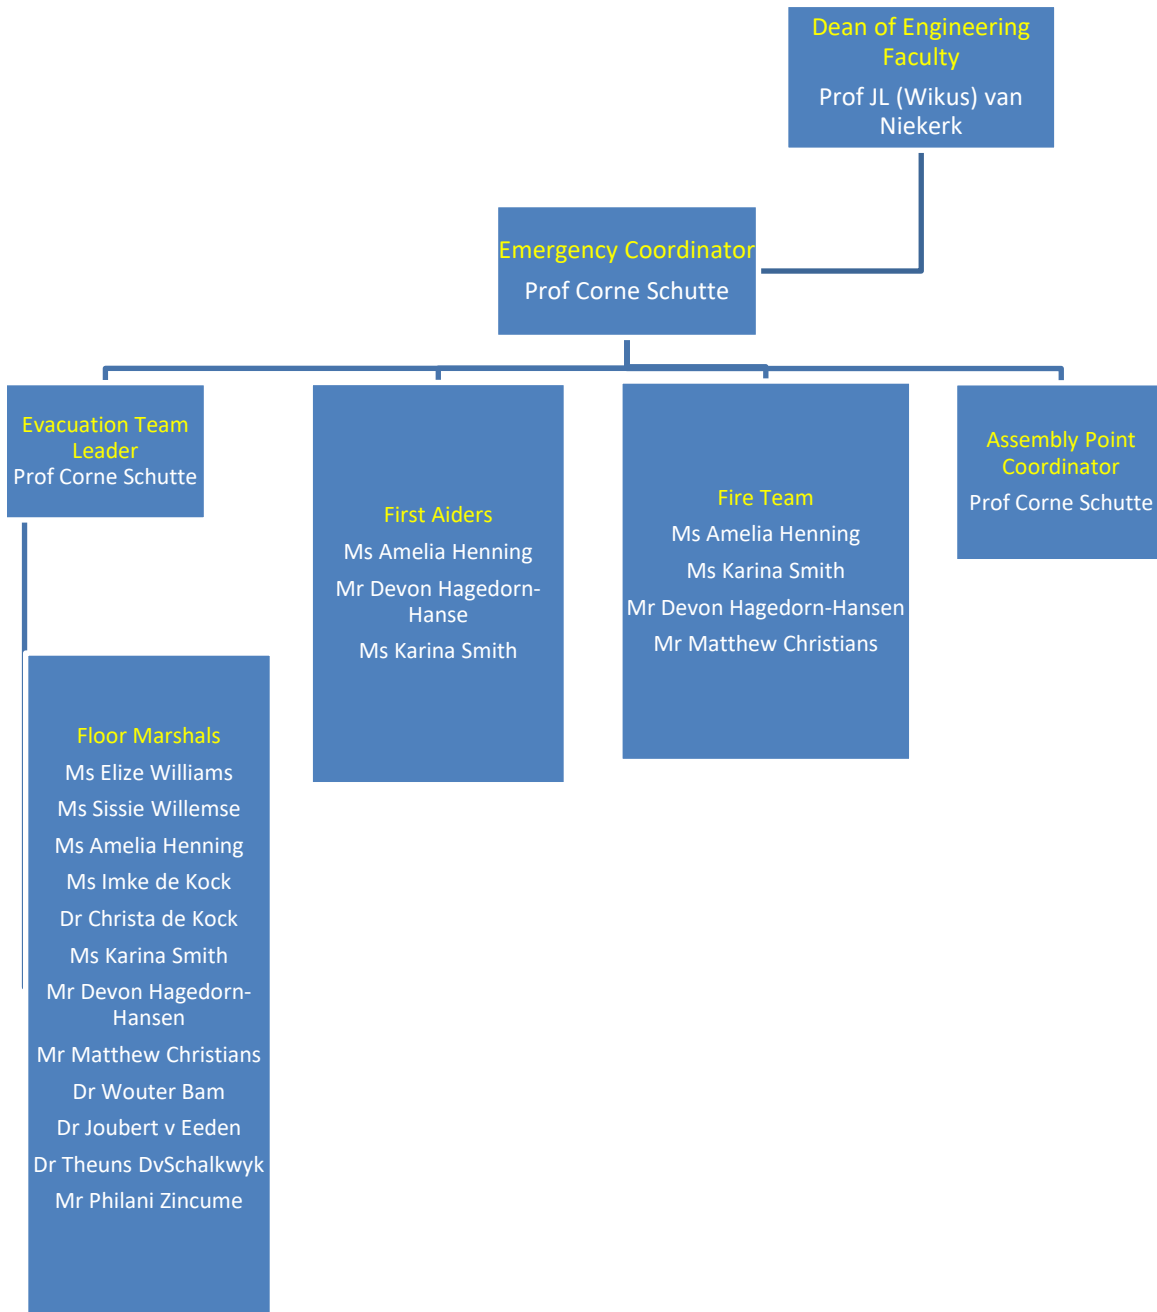 Dean of Engineering
Faculty
Prof JL (Wikus) van
Niekerk
Emergency Coordinator
Prof Corne Schutte
Evacuation Team
Leader
Prof Corne Schutte
First Aiders
Ms Amelia Henning
Mr Devon Hagedorn-
Hanse
Ms Karina Smith
Fire Team
Ms Amelia Henning
Ms Karina Smith
Mr Devon Hagedorn-Hansen
Mr Matthew Christians
Assembly Point
Coordinator
Prof Corne Schutte
Floor Marshals
Ms Elize Williams
Ms Sissie Willemse
Ms Amelia Henning
Ms Imke de Kock
Dr Christa de Kock
Ms Karina Smith
Mr Devon Hagedorn-
Hansen
Mr Matthew Christians
Dr Wouter Bam
Dr Joubert v Eeden
Dr Theuns DvSchalkwyk
Mr Philani Zincume